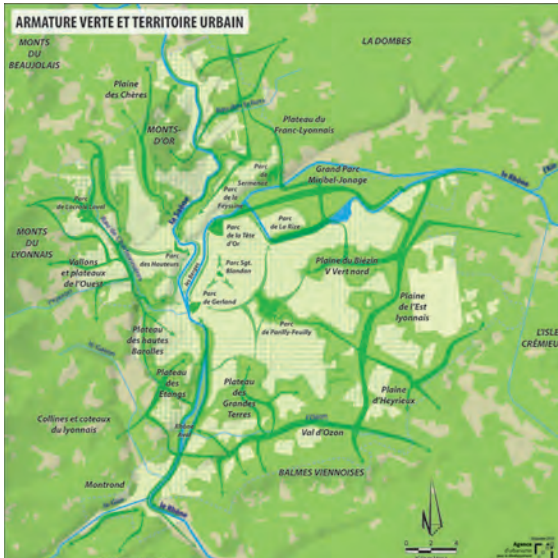 ARMATURE VERTE ET TERRITOIRE URBAIN
MONTS
DU
BEAUJOLAIS
LA DOMBES
Plaine
des Chères
MONTS-
D'OR
Plateau du
Franc-Lyonnais
Parc
de
Sermenaz
Grand Parc
Miribel-Jonage
le Rhône
la Saône
Parc
de la
Feyssine
Parc
de Lacroix-Laval
Parc
de la Tête
d'Or
Parc
de La Rize
MONTS
DU
LYONNAIS
Vallons
et plateaux
de l'Ouest
Parc
des Hauteurs
Parc Sgt.
Blandan
Plaine du Biézin
V Vert nord
Parc
de Gerland
Plaine
de l'Est
lyonnais
Parc
de Parilly-Feuilly
L'ISLE
CRÉMIEU
Plateau
des hautes
Barolles
Plateau
des
Étangs
Plateau
des
Grandes
Terres
Plaine
d'Heyrieux
Collines et coteaux
du lyonnais
Val d'Ozon
Montrond
BALMES VIENNOISES
le Rhône
0 2 4
Agence
d'urbanisme